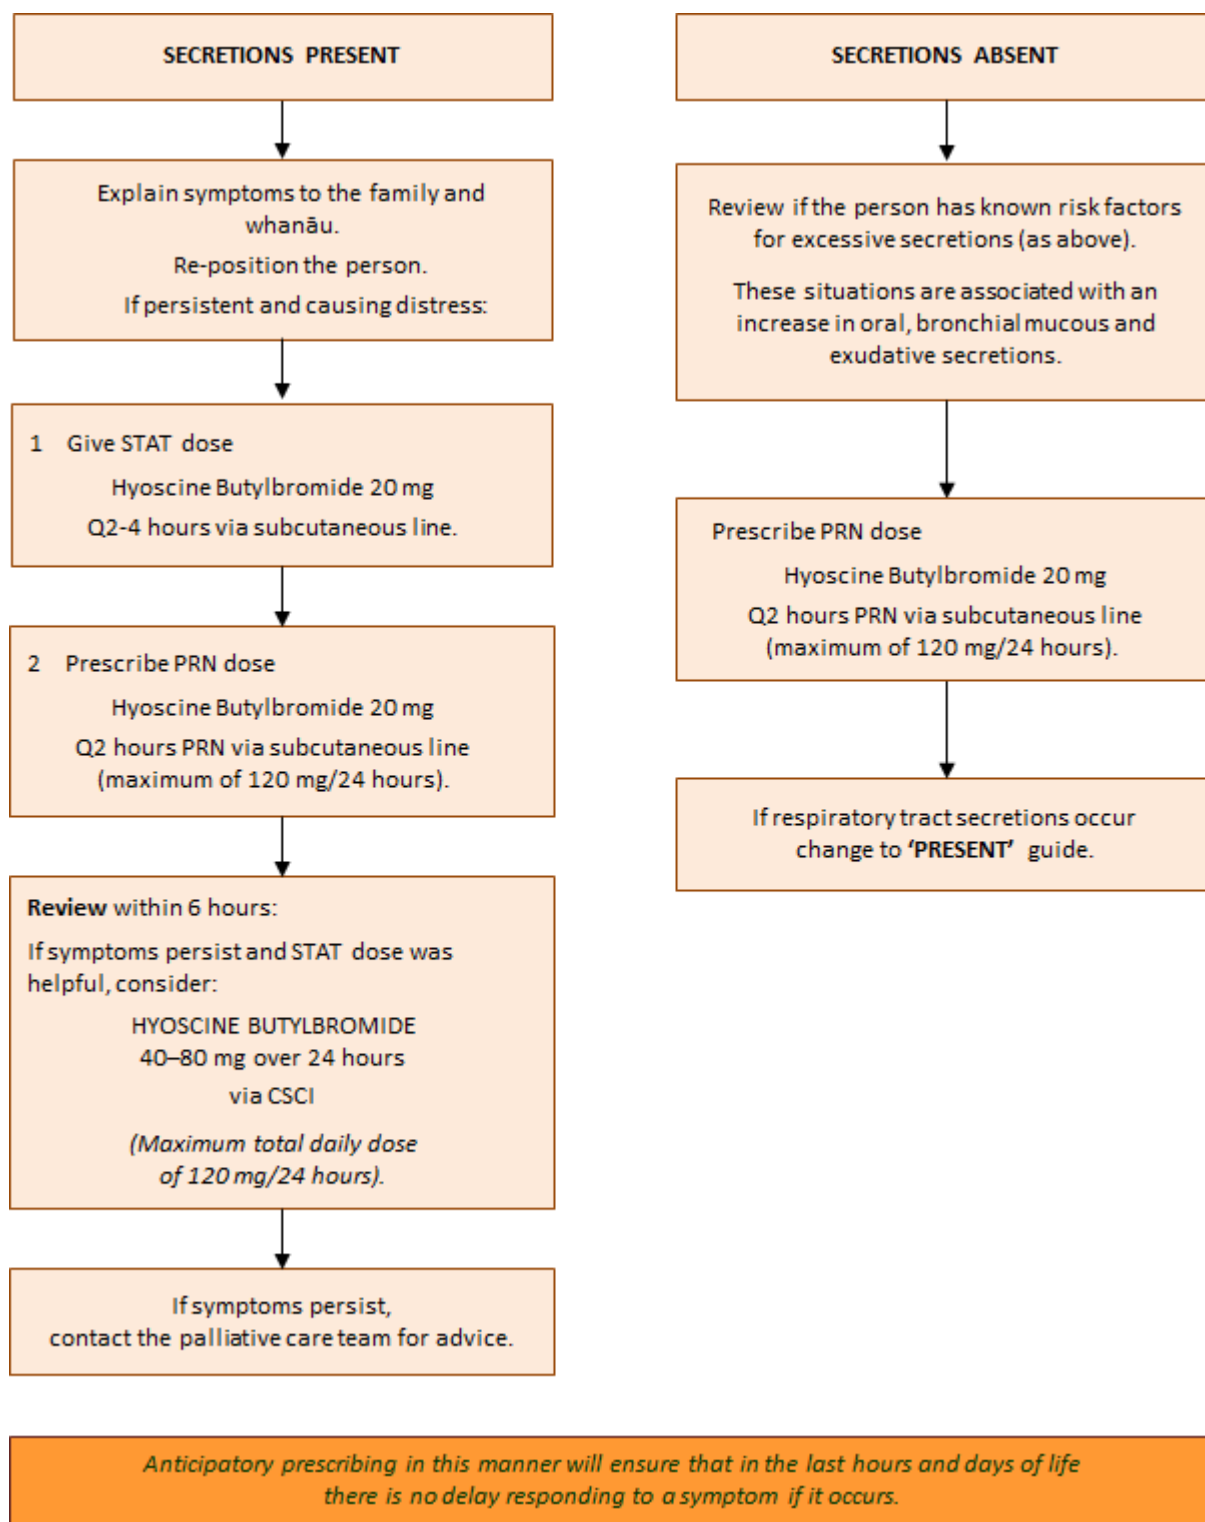 SECRETIONS PRESENT
Explain symptoms to the family and
whanāu.
Re-position the person.
If persistent and causing distress:
1 Give STAT dose
Hyoscine Butylbromide 20 mg
Q2-4 hours via subcutaneous line.
2 Prescribe PRN dose
Hyoscine Butylbromide 20 mg
Q2 hours PRN via subcutaneous line
(maximum of 120 mg/24 hours).
Review within 6 hours:
If symptoms persist and STAT dose was
helpful, consider:
HYOSCINE BUTYLBROMIDE
40–80 mg over 24 hours
via CSCI
(Maximum total daily dose
of 120 mg/24 hours).
If symptoms persist,
contact the palliative care team for advice.
SECRETIONS ABSENT
Review if the person has known risk factors
for excessive secretions (as above).
These situations are associated with an
increase in oral, bronchial mucous and
exudative secretions.
Prescribe PRN dose
Hyoscine Butylbromide 20 mg
Q2 hours PRN via subcutaneous line
(maximum of 120 mg/24 hours).
If respiratory tract secretions occur
change to ‘PRESENT’ guide.
Anticipatory prescribing in this manner will ensure that in the last hours and days of life
there is no delay responding to a symptom if it occurs.